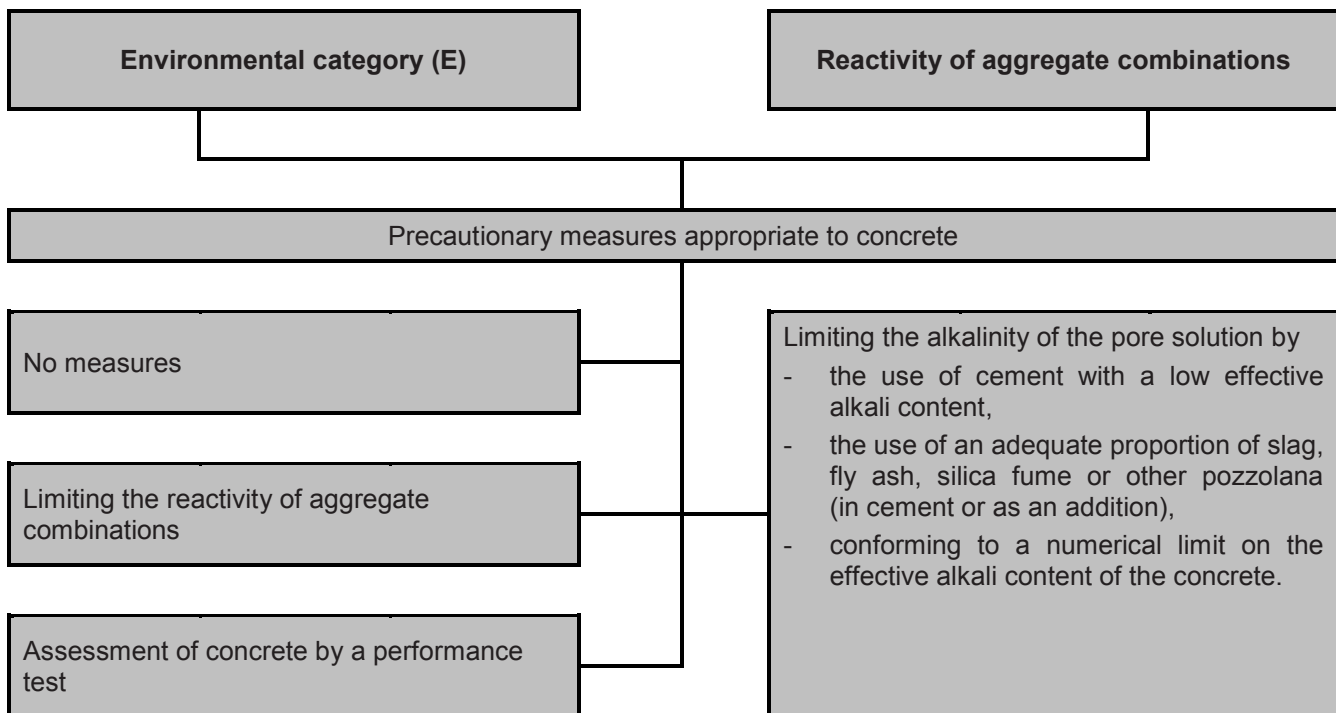 Environmental category (E)
Reactivity of aggregate combinations
Precautionary measures appropriate to concrete
No measures
Limiting the reactivity of aggregate
combinations
Assessment of concrete by a performance
test
Limiting the alkalinity of the pore solution by
- the use of cement with a low effective
alkali content,
- the use of an adequate proportion of slag,
fly ash, silica fume or other pozzolana
(in cement or as an addition),
- conforming to a numerical limit on the
effective alkali content of the concrete.